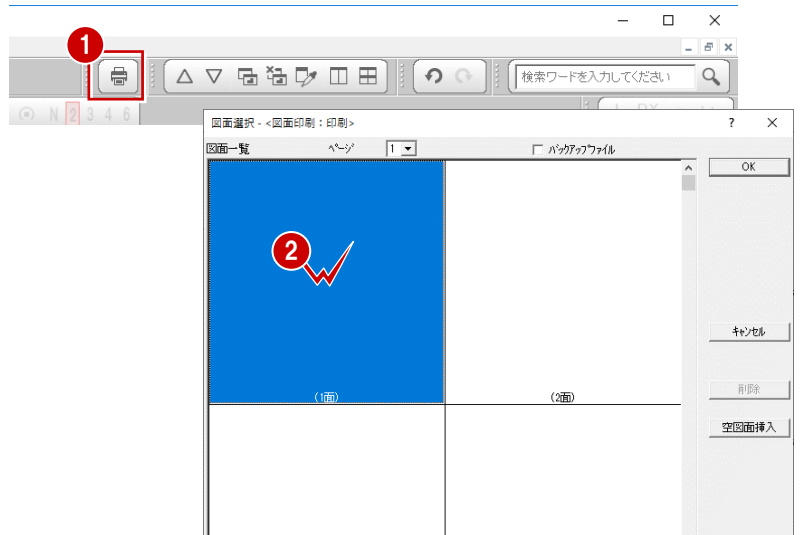 1
検索ワードを入力してください
N 2 3 4 6
図面選択 - <図面印刷：印刷>
?
図面一覧 ﾍﾟｰｼﾞ 1 ﾊﾞｯｸｱｯﾌﾟﾌｧｲﾙ
OK
2
ｷｬﾝｾﾙ
(1面) (2面)
削除
空図面挿入